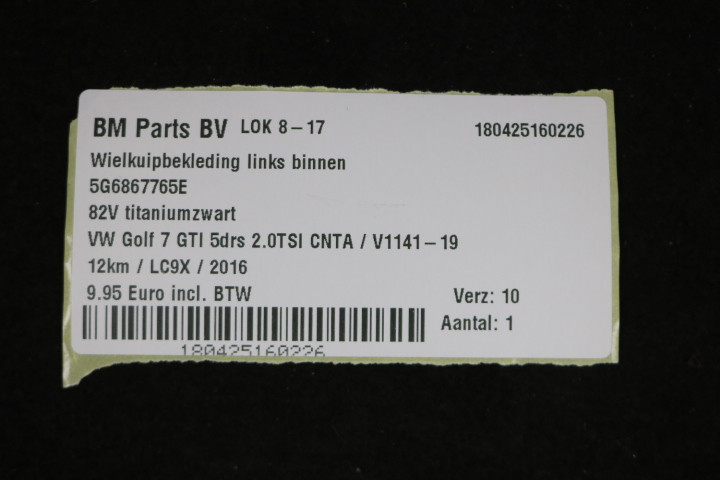 BM Parts BV LOK 8-17 180425160226
Wielkuipbekleding links binnen
5G6867765E
82V titaniumzwart
VW Golf 7 GTI 5drs 2.0TSI CNTA / V1141-19
12km / LC9X / 2016
9.95 Euro incl. BTW Verz: 10
Aantal: 1
180425160226